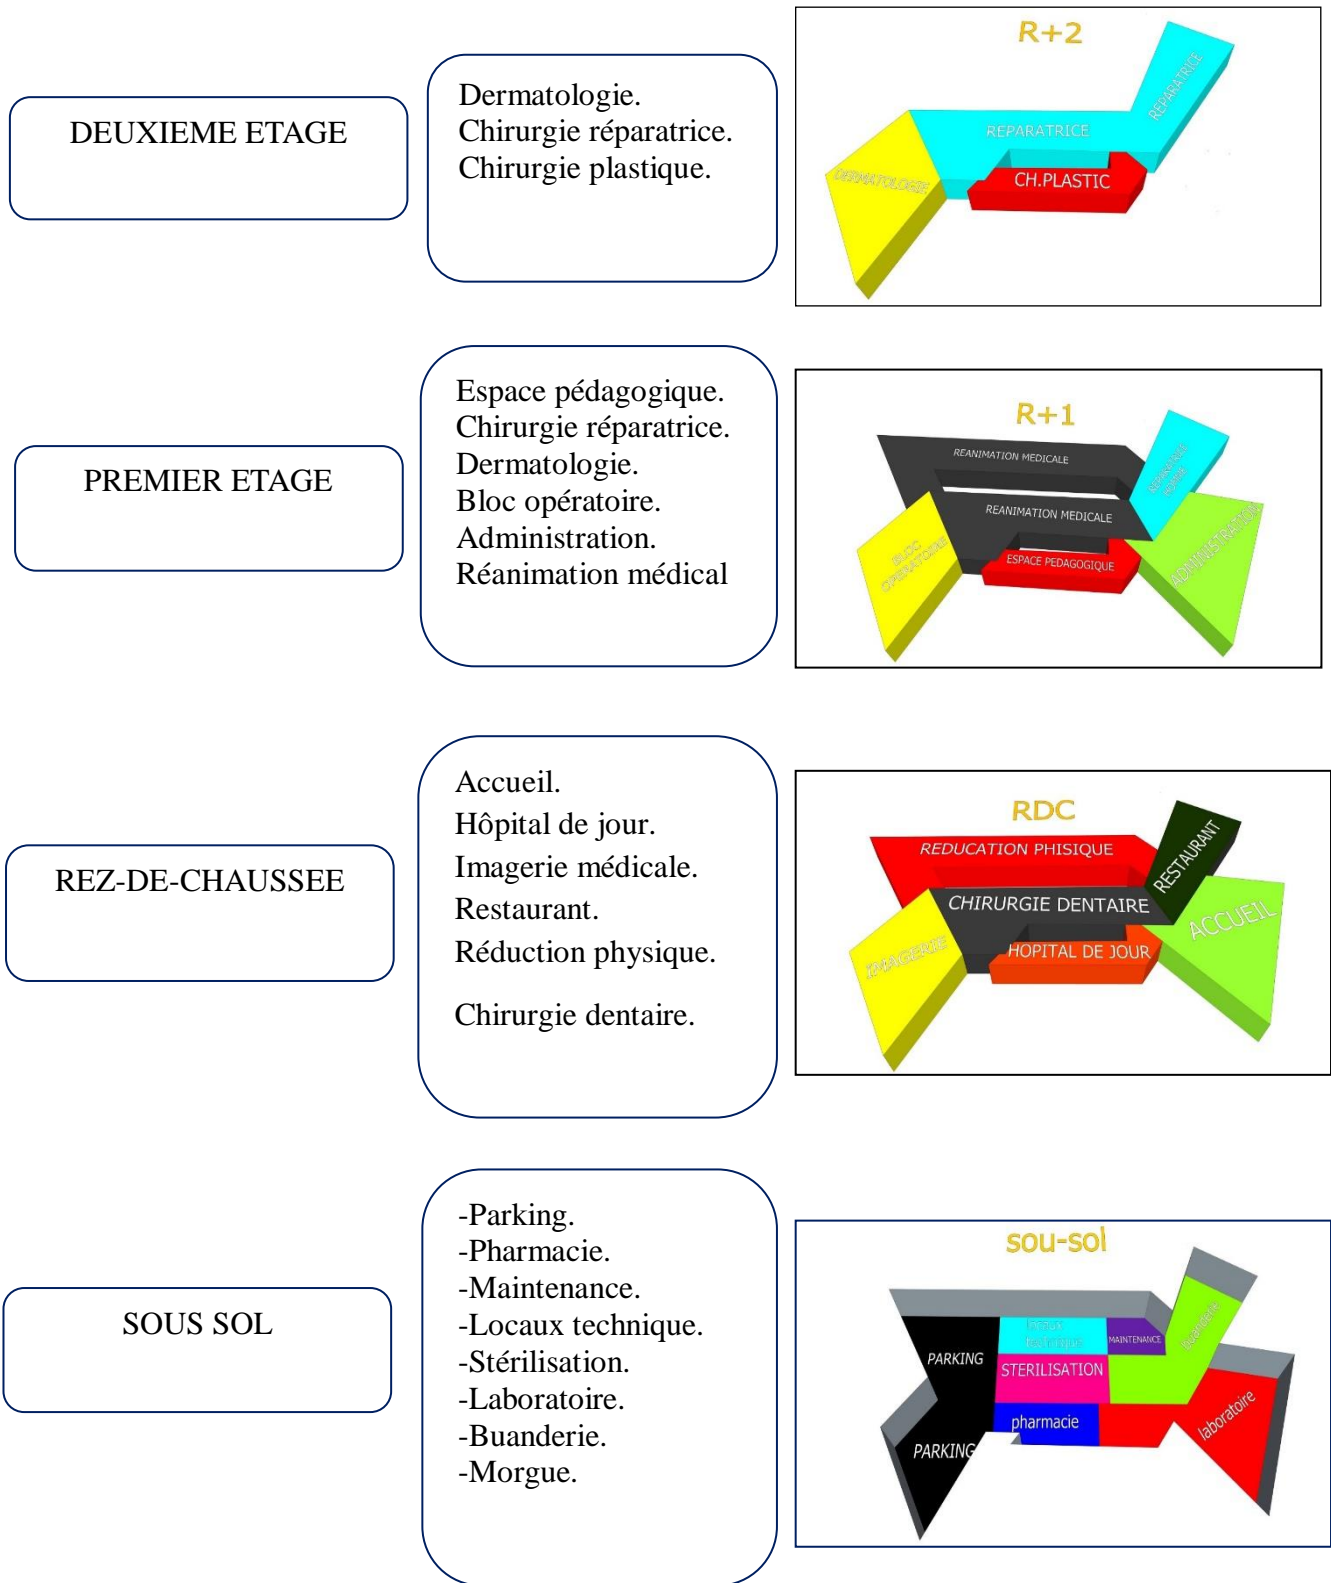 DEUXIEME ETAGE
Dermatologie.
Chirurgie réparatrice.
Chirurgie plastique.
R+2
REPARATRICE
REPARATRICE
DERMATOLOGIE
CH.PLASTIC
PREMIER ETAGE
Espace pédagogique.
Chirurgie réparatrice.
Dermatologie.
Bloc opératoire.
Administration.
Réanimation médical
R+1
REANIMATION MEDICALE
REANIMATION MEDICALE
REPARATRICE
BLOC
OPERATOIRE
ESPACE PEDAGOGIQUE
ADMINISTRATION
REZ-DE-CHAUSSEE
Accueil.
Hôpital de jour.
Imagerie médicale.
Restaurant.
Réduction physique.
Chirurgie dentaire.
RDC
REDUCATION PHISIQUE
RESTAURANT
CHIRURGIE DENTAIRE
ACCUEIL
IMAGERIE
HOPITAL DE JOUR
SOUS SOL
-Parking.
-Pharmacie.
-Maintenance.
-Locaux technique.
-Stérilisation.
-Laboratoire.
-Buanderie.
-Morgue.
sou-sol
locaux
technique
MAINTENANCE
buanderie
PARKING
STERILISATION
pharmacie
laboratoire
PARKING